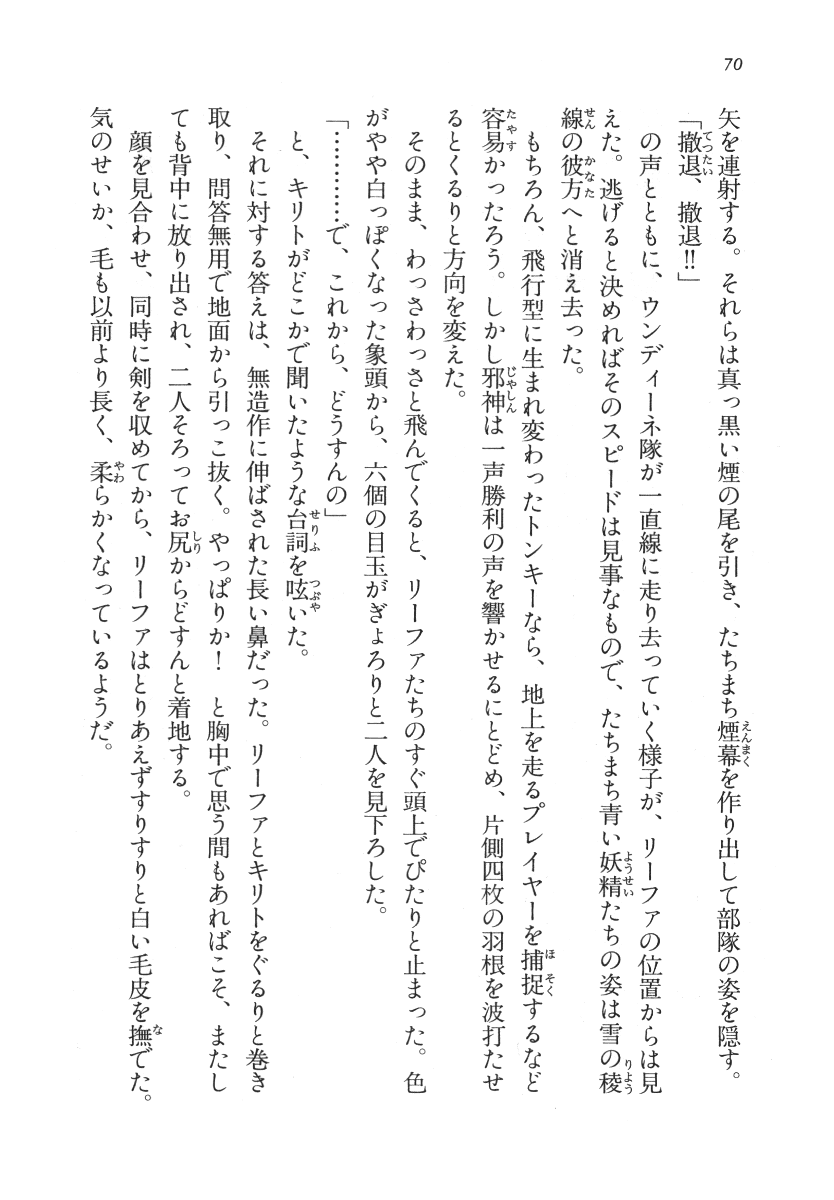 70
矢を連射する。それらは真っ黒い煙の尾を引き、たちまち煙幕を作り出して部隊の姿を隠す。
「撤退、撤退!!」
の声とともに、ウンディーネ隊が一直線に走り去っていく様子が、リーファの位置からは見
えた。逃げると決めればそのスピードは見事なもので、たちまち青い妖精たちの姿は雪の稜
線の彼方へと消え去った。
もちろん、飛行型に生まれ変わったトンキーなら、地上を走るプレイヤーを捕捉するなど
容易かったろう。しかし邪神は一声勝利の声を響かせるにとどめ、片側四枚の羽根を波打たせ
るとくるりと方向を変えた。
そのまま、わっさわっさと飛んでくると、リーファたちのすぐ頭上でぴたりと止まった。色
がやや白っぽくなった象頭から、六個の目玉がぎょろりと二人を見下ろした。
「…………で、これから、どうすんの」
と、キリトがどこかで聞いたような台詞を呟いた。
それに対する答えは、無造作に伸ばされた長い鼻だった。リーファとキリトをぐるりと巻き
取り、問答無用で地面から引っこ抜く。やっぱりか！　と胸中で思う間もあればこそ、またし
ても背中に放り出され、二人そろってお尻からどすんと着地する。
顔を見合わせ、同時に剣を収めてから、リーファはとりあえずすりすりと白い毛皮を撫でた。
気のせいか、毛も以前より長く、柔らかくなっているようだ。